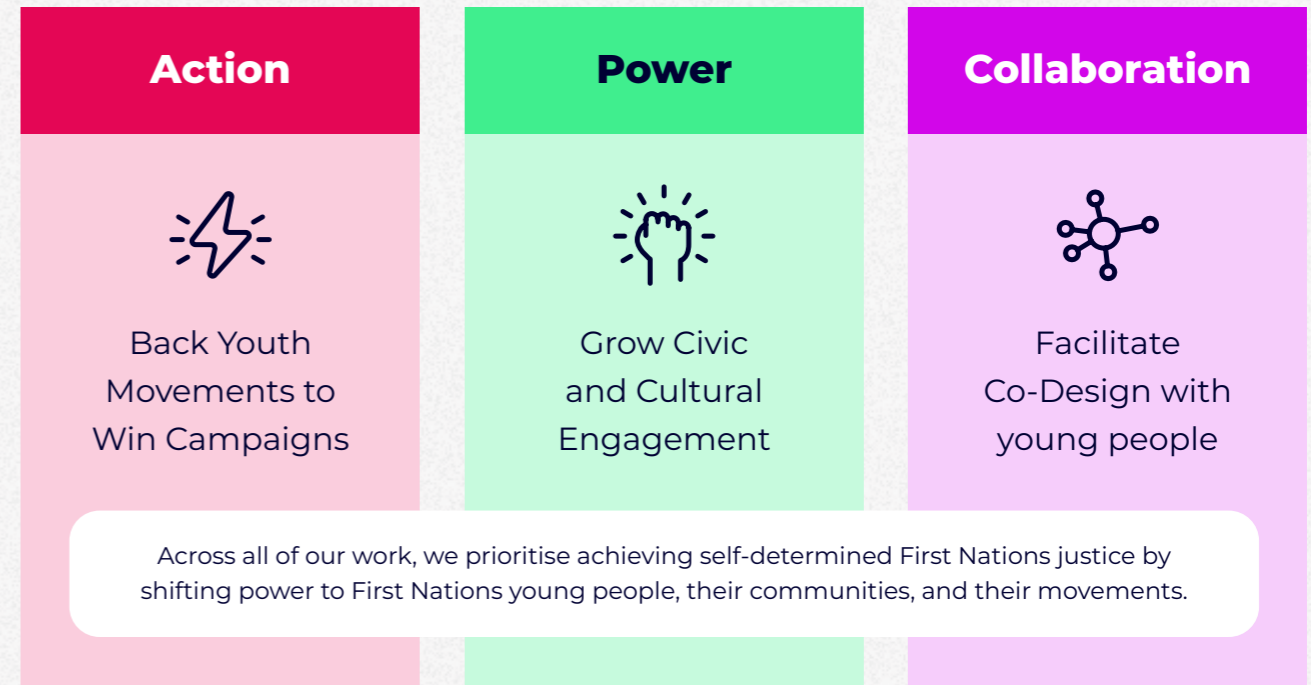 Action
Back Youth
Movements to
Win Campaigns
Power
Grow Civic
and Cultural
Engagement
Collaboration
Facilitate
Co-Design with
young people
Across all of our work, we prioritise achieving self-determined First Nations justice by
shifting power to First Nations young people, their communities, and their movements.